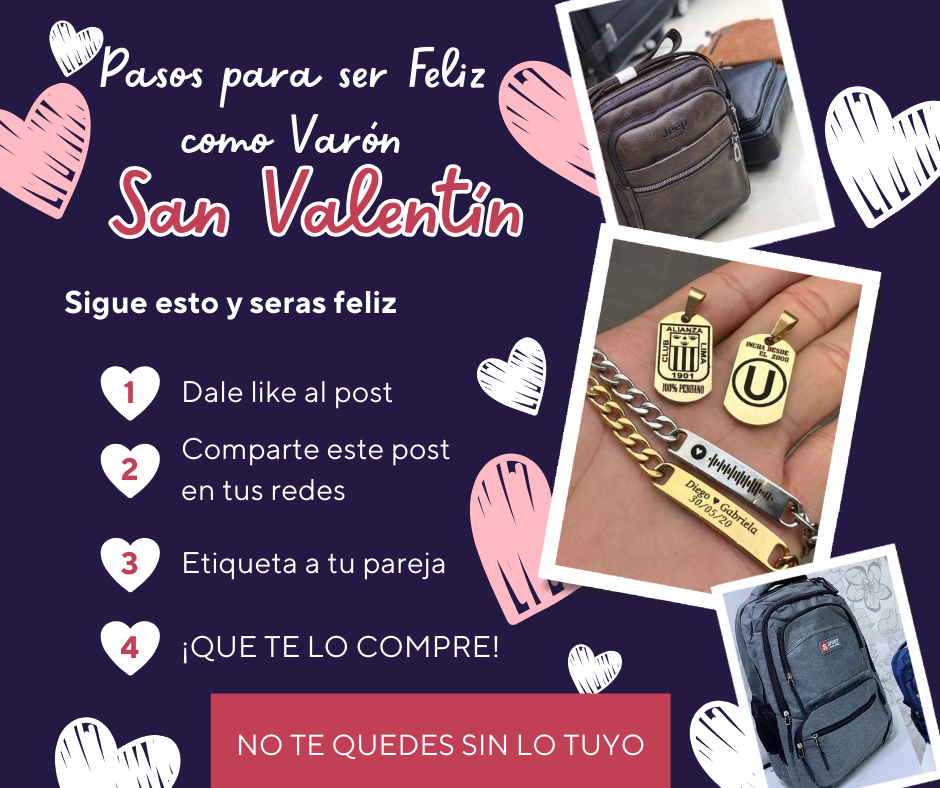 Pasos para ser Feliz
como Varón
San Valentín
Sigue esto y seras feliz
1 Dale like al post
2 Comparte este post
en tus redes
3 Etiqueta a tu pareja
4 ¡QUE TE LO COMPRE!
NO TE QUEDES SIN LO TUYO
Jeep
ALIANZA
CLUB
LIMA
1901
100% PERUANO
INCHA DESDE
EL 2000
U
Diego ♥ Gabriela
30/05/20
SPORT